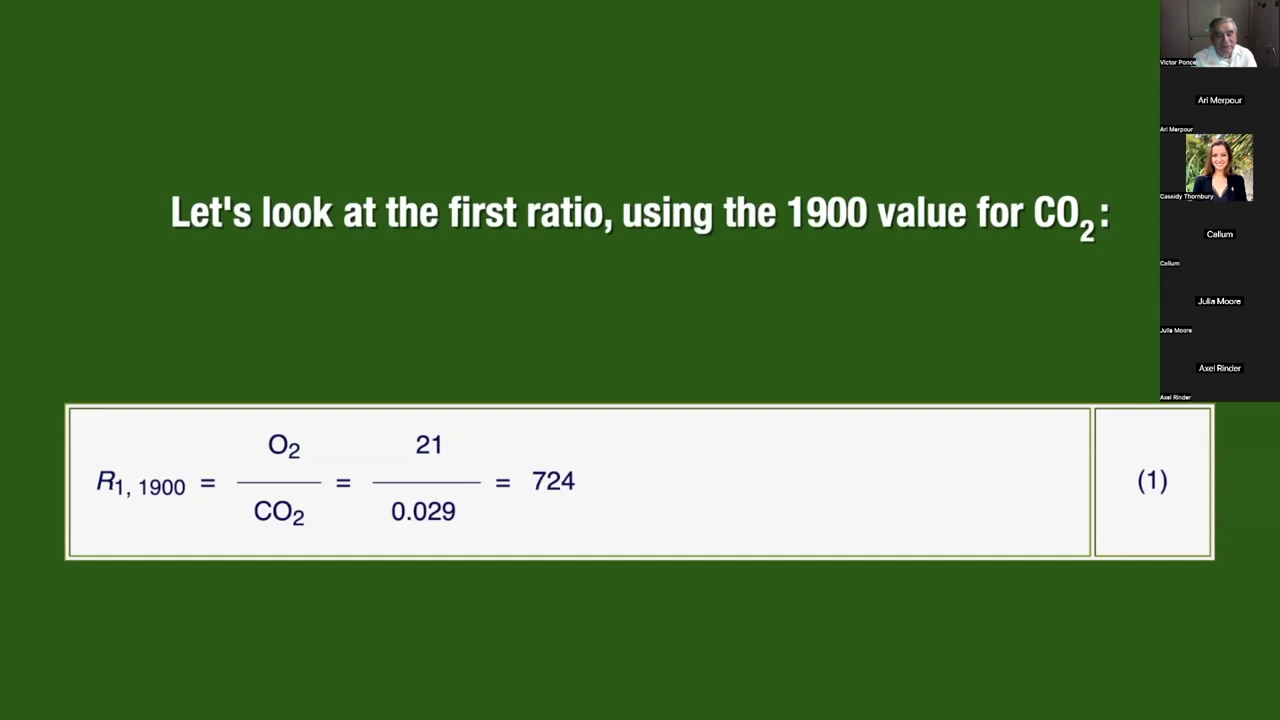 Let's look at the first ratio, using the 1900 value for CO₂:
R₁, ₁₉₀₀ = O₂ / CO₂ = 21 / 0.029 = 724 (1)
Victor Ponce
Ari Merpour
Ari Merpour
Cassidy Thornbury
Callum
Callum
Julia Moore
Julia Moore
Axel Rinder
Axel Rinder